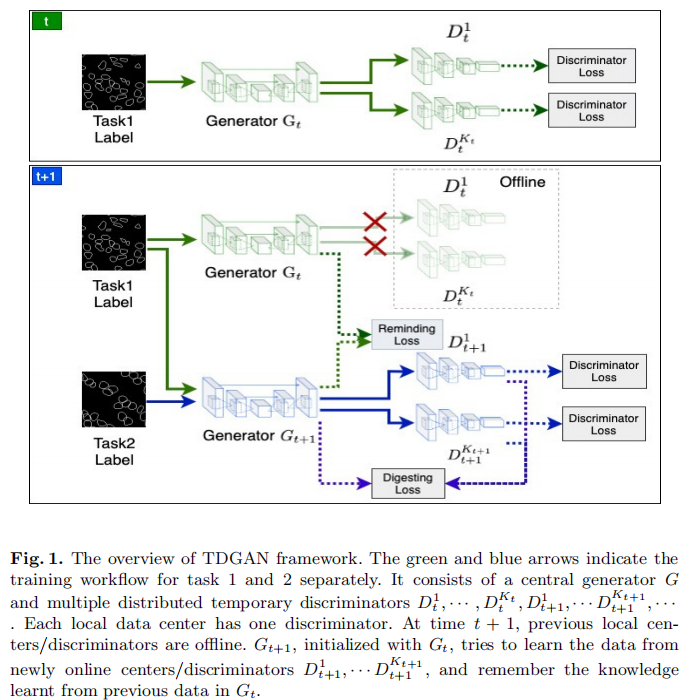 t
D_t^1
Discriminator
Loss
Task1
Label
Generator G_t
Discriminator
Loss
D_t^{K_t}
t+1
D_t^1
Offline
Generator G_t
Task1
Label
D_t^{K_t}
Reminding
Loss
D_{t+1}^1
Discriminator
Loss
Generator G_{t+1}
Discriminator
Loss
Task2
Label
D_{t+1}^{K_{t+1}}
Digesting
Loss
Fig. 1. The overview of TDGAN framework. The green and blue arrows indicate the
training workflow for task 1 and 2 separately. It consists of a central generator G
and multiple distributed temporary discriminators D_t^1, ⋯ , D_t^{K_t}, D_{t+1}^1, ⋯ D_{t+1}^{K_{t+1}}, ⋯
. Each local data center has one discriminator. At time t + 1, previous local cen-
ters/discriminators are offline. G_{t+1}, initialized with G_t, tries to learn the data from
newly online centers/discriminators D_{t+1}^1, ⋯ D_{t+1}^{K_{t+1}}, and remember the knowledge
learnt from previous data in G_t.